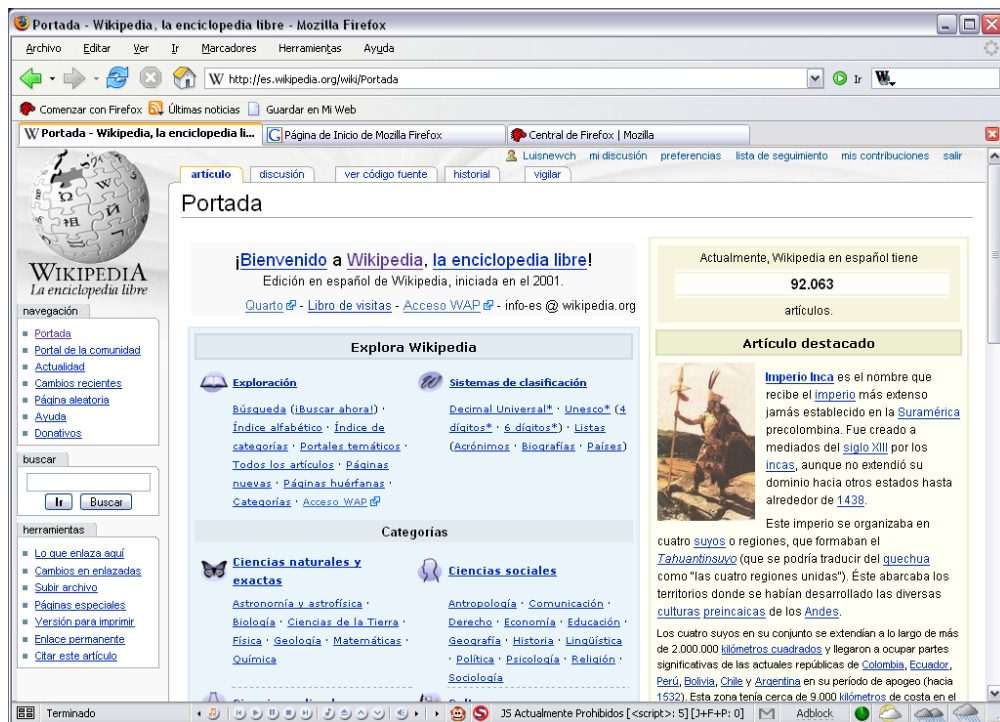 Portada - Wikipedia, la enciclopedia libre - Mozilla Firefox
Archivo Editar Ver Ir Marcadores Herramientas Ayuda
http://es.wikipedia.org/wiki/Portada Ir
Comenzar con Firefox Últimas noticias Guardar en Mi Web
Portada - Wikipedia, la enciclopedia li... Página de Inicio de Mozilla Firefox Central de Firefox | Mozilla
Luisnewch mi discusión preferencias lista de seguimiento mis contribuciones salir
artículo discusión ver código fuente historial vigilar
WIKIPEDIA
La enciclopedia libre
navegación
Portada
Portal de la comunidad
Actualidad
Cambios recientes
Página aleatoria
Ayuda
Donativos
buscar
Ir Buscar
herramientas
Lo que enlaza aquí
Cambios en enlazadas
Subir archivo
Páginas especiales
Versión para imprimir
Enlace permanente
Citar este artículo
Portada
¡Bienvenido a Wikipedia, la enciclopedia libre!
Edición en español de Wikipedia, iniciada en el 2001.
Quarto - Libro de visitas - Acceso WAP - info-es @ wikipedia.org
Explora Wikipedia
Exploración
Búsqueda (¡Buscar ahora!) ·
Índice alfabético · Índice de
categorías · Portales temáticos ·
Todos los artículos · Páginas
nuevas · Páginas huérfanas ·
Categorías · Acceso WAP
Sistemas de clasificación
Decimal Universal* · Unesco* (4
dígitos* · 6 dígitos*) · Listas
(Acrónimos · Biografías · Países)
Categorías
Ciencias naturales y
exactas
Astronomía y astrofísica ·
Biología · Ciencias de la Tierra ·
Física · Geología · Matemáticas ·
Química
Ciencias sociales
Antropología · Comunicación ·
Derecho · Economía · Educación ·
Geografía · Historia · Lingüística
· Política · Psicología · Religión ·
Sociología
Actualmente, Wikipedia en español tiene
92.063
artículos.
Artículo destacado
Imperio Inca es el nombre que
recibe el imperio más extenso
jamás establecido en la Suramérica
precolombina. Fue creado a
mediados del siglo XIII por los
incas, aunque no extendió su
dominio hacia otros estados hasta
alrededor de 1438.
Este imperio se organizaba en
cuatro suyos o regiones, que formaban el
Tahuantinsuyo (que se podría traducir del quechua
como "las cuatro regiones unidas"). Éste abarcaba los
territorios donde se habían desarrollado las diversas
culturas preincaicas de los Andes.
Los cuatro suyos en su conjunto se extendían a lo largo de más
de 2.000.000 kilómetros cuadrados y llegaron a ocupar partes
significativas de las actuales repúblicas de Colombia, Ecuador,
Perú, Bolivia, Chile y Argentina en su período de apogeo (hacia
1532). Esta zona tenía cerca de 9.000 kilómetros de costa en el
Terminado JS Actualmente Prohibidos [<script>: 5] [J+F+P: 0] Adblock